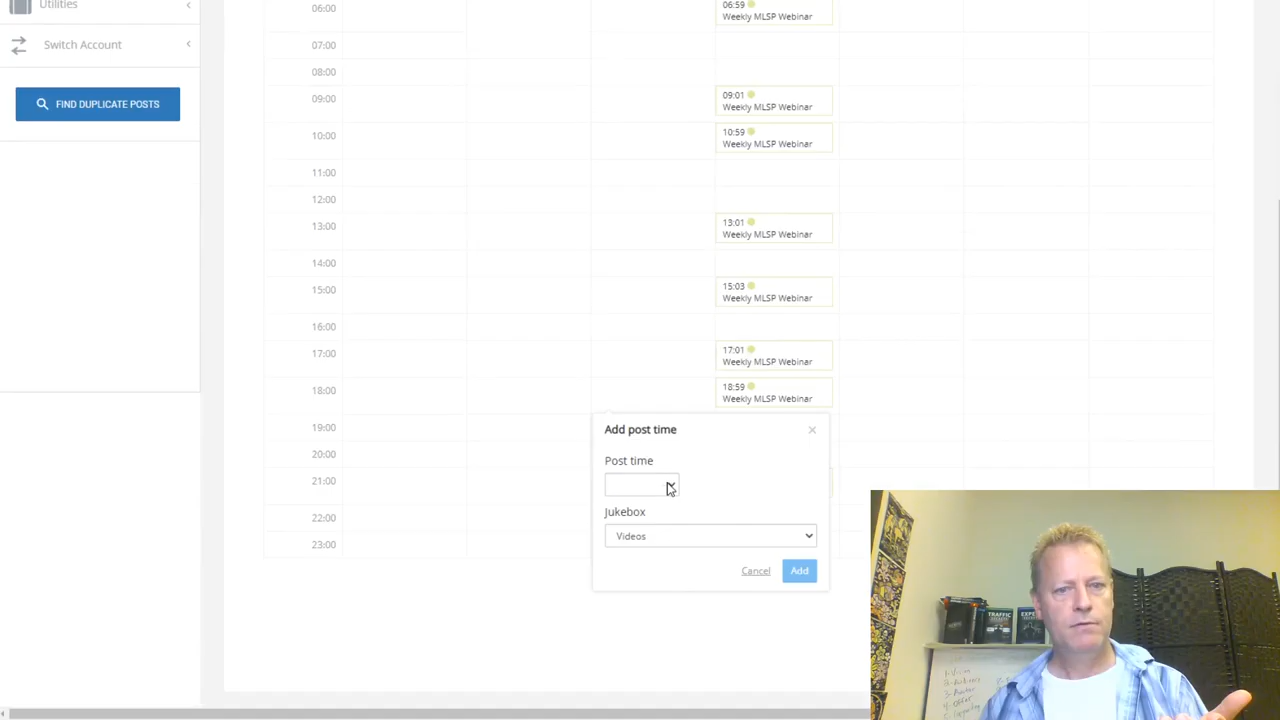 Utilities
Switch Account
FIND DUPLICATE POSTS
06:00
06:59
Weekly MLSP Webinar
07:00
08:00
09:00
09:01
Weekly MLSP Webinar
10:00
10:59
Weekly MLSP Webinar
11:00
12:00
13:00
13:01
Weekly MLSP Webinar
14:00
15:00
15:03
Weekly MLSP Webinar
16:00
17:00
17:01
Weekly MLSP Webinar
18:00
18:59
Weekly MLSP Webinar
19:00
20:00
21:00
22:00
23:00
Add post time
×
Post time
Jukebox
Videos
Cancel
Add
TRAFFIC